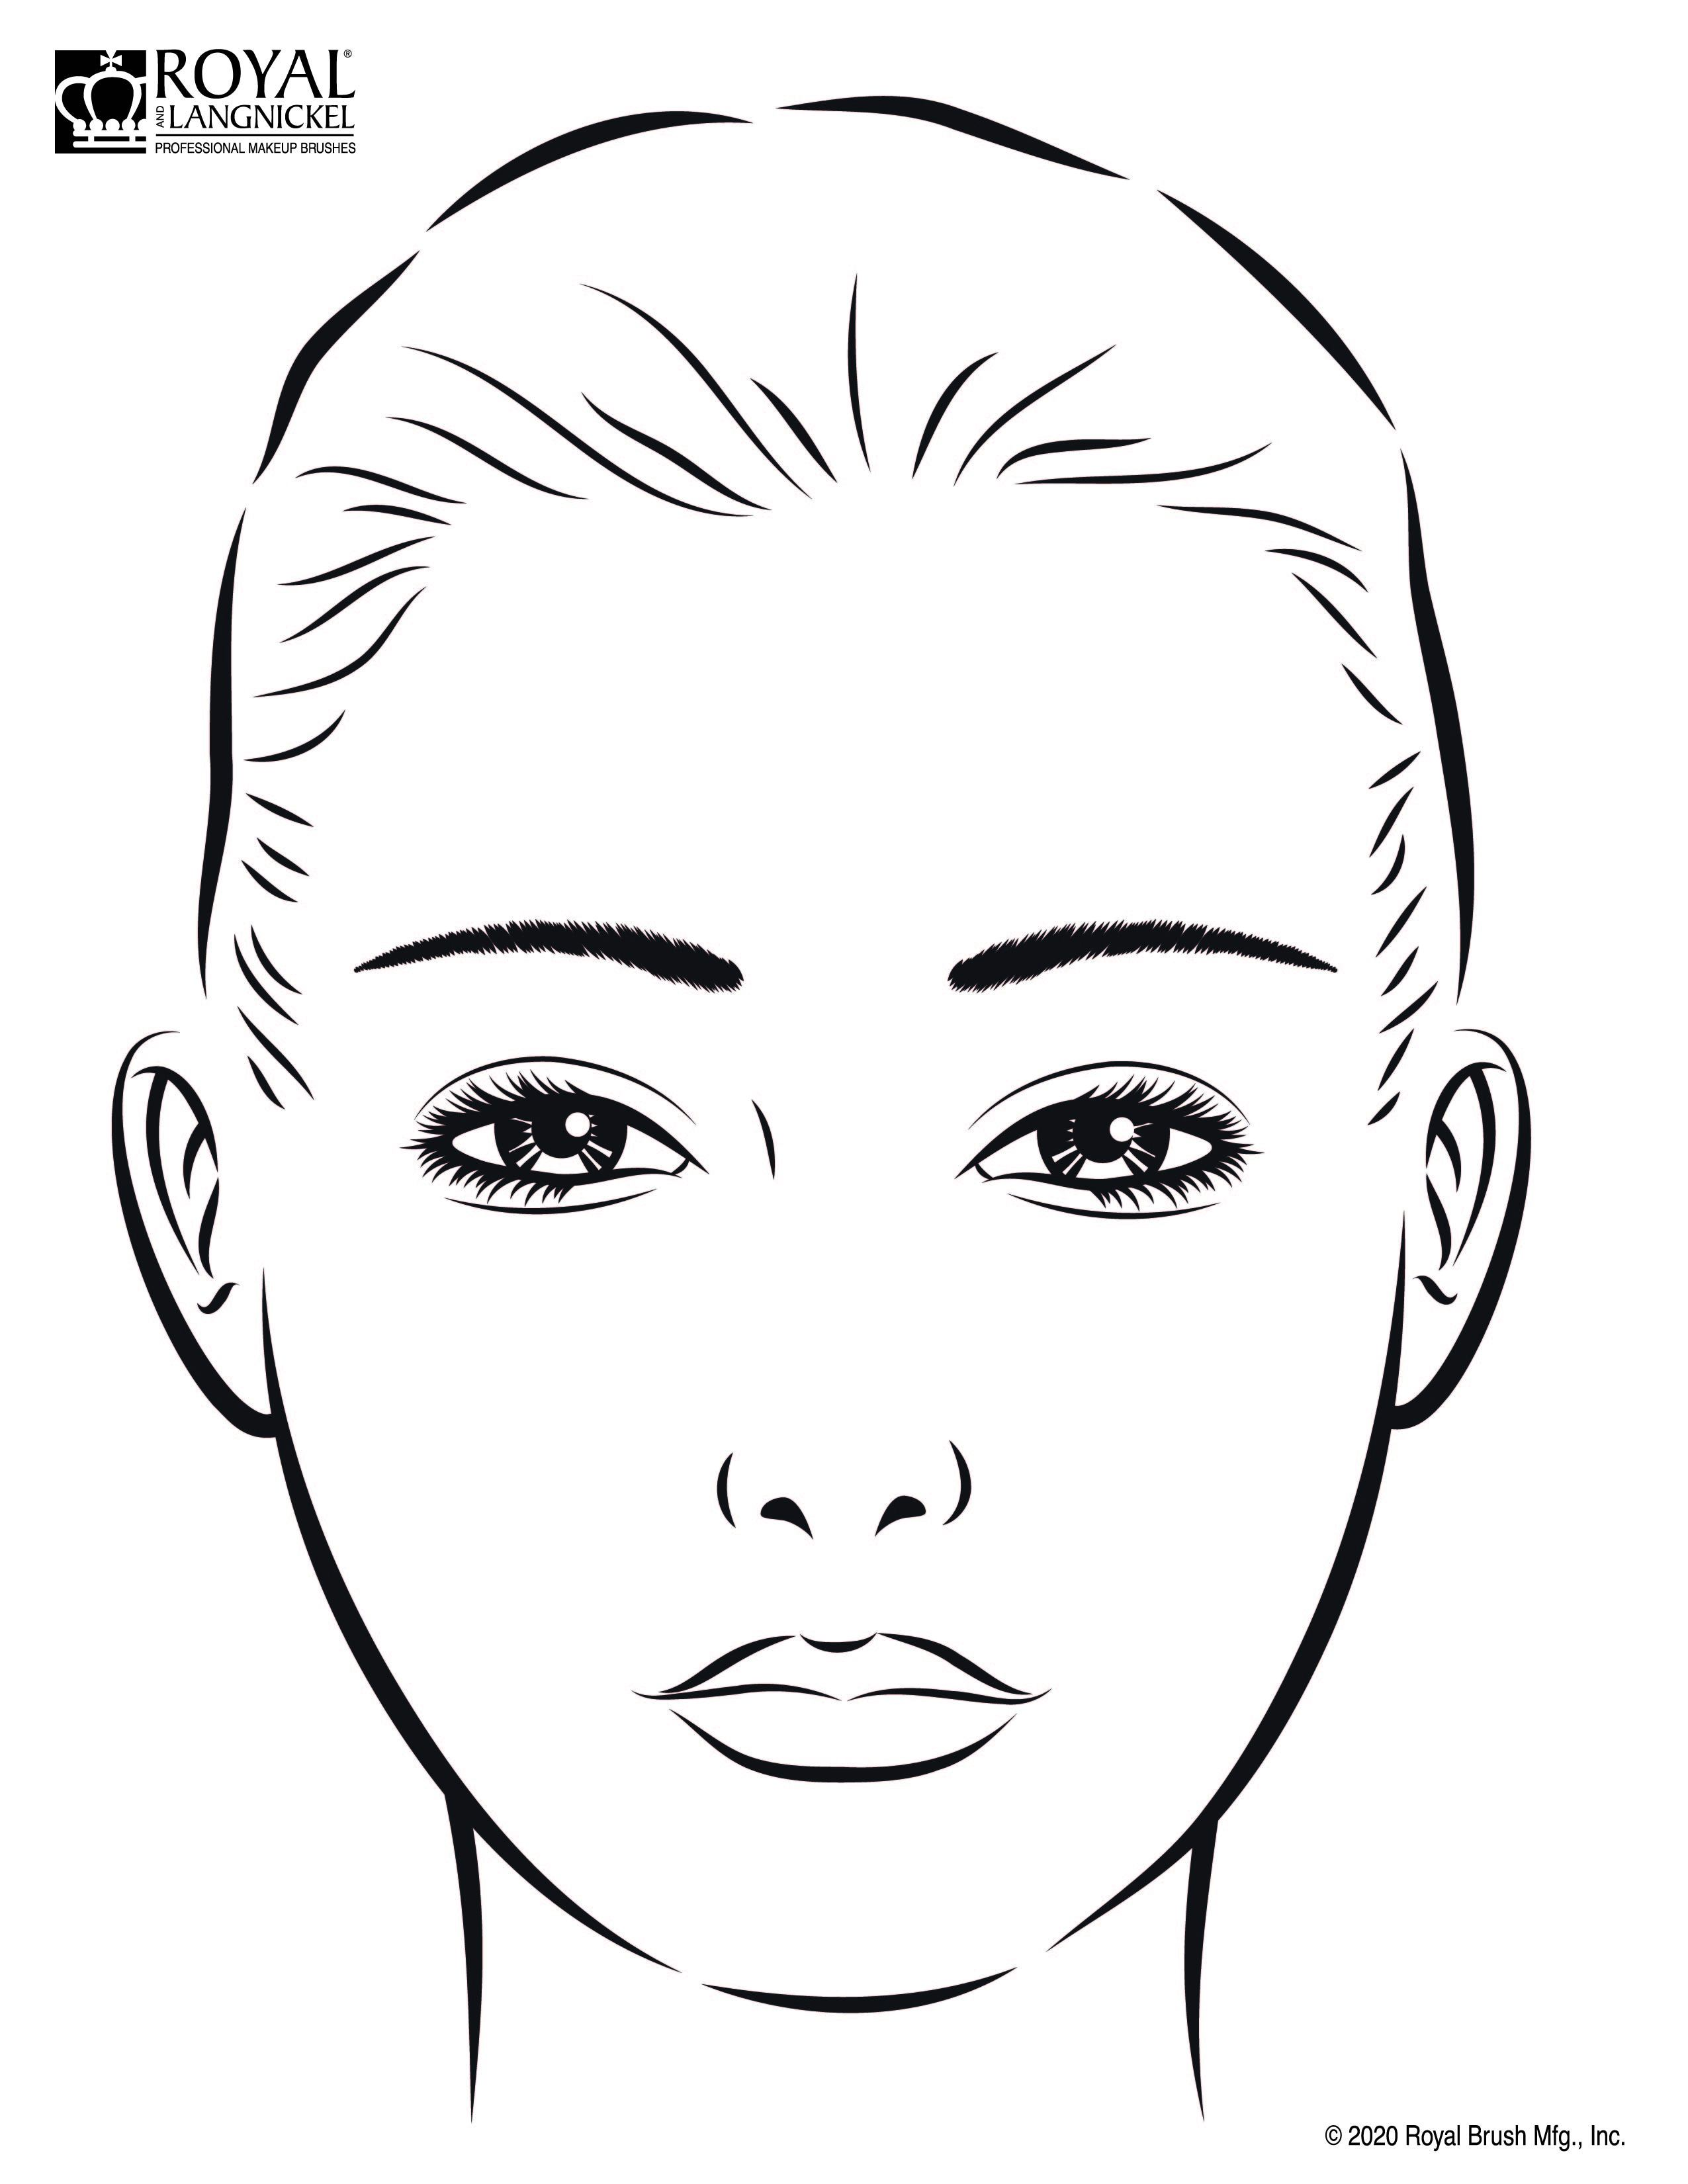 ROYAL®
AND LANGNICKEL
PROFESSIONAL MAKEUP BRUSHES
© 2020 Royal Brush Mfg., Inc.